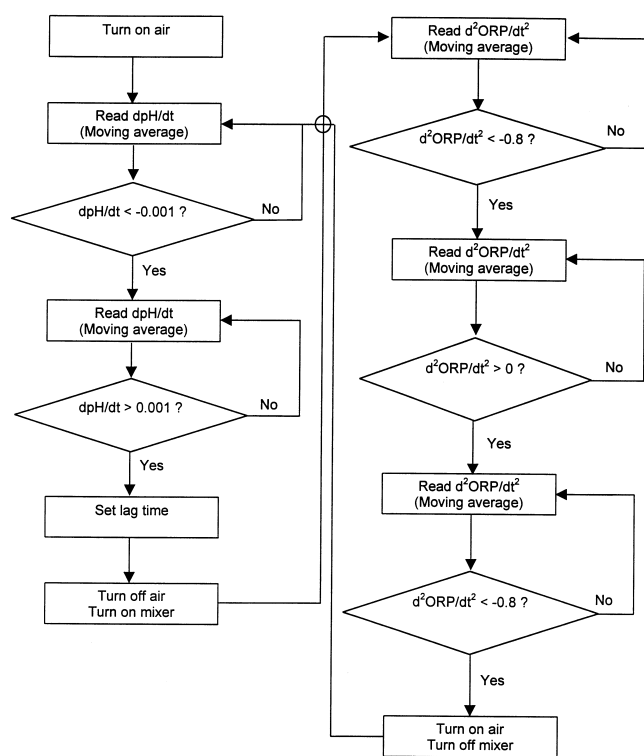 Turn on air
Read dpH/dt
(Moving average)
dpH/dt < -0.001 ?
No
Yes
Read dpH/dt
(Moving average)
dpH/dt > 0.001 ?
No
Yes
Set lag time
Turn off air
Turn on mixer
Read d²ORP/dt²
(Moving average)
d²ORP/dt² < -0.8 ?
No
Yes
Read d²ORP/dt²
(Moving average)
d²ORP/dt² > 0 ?
No
Yes
Read d²ORP/dt²
(Moving average)
d²ORP/dt² < -0.8 ?
No
Yes
Turn on air
Turn off mixer